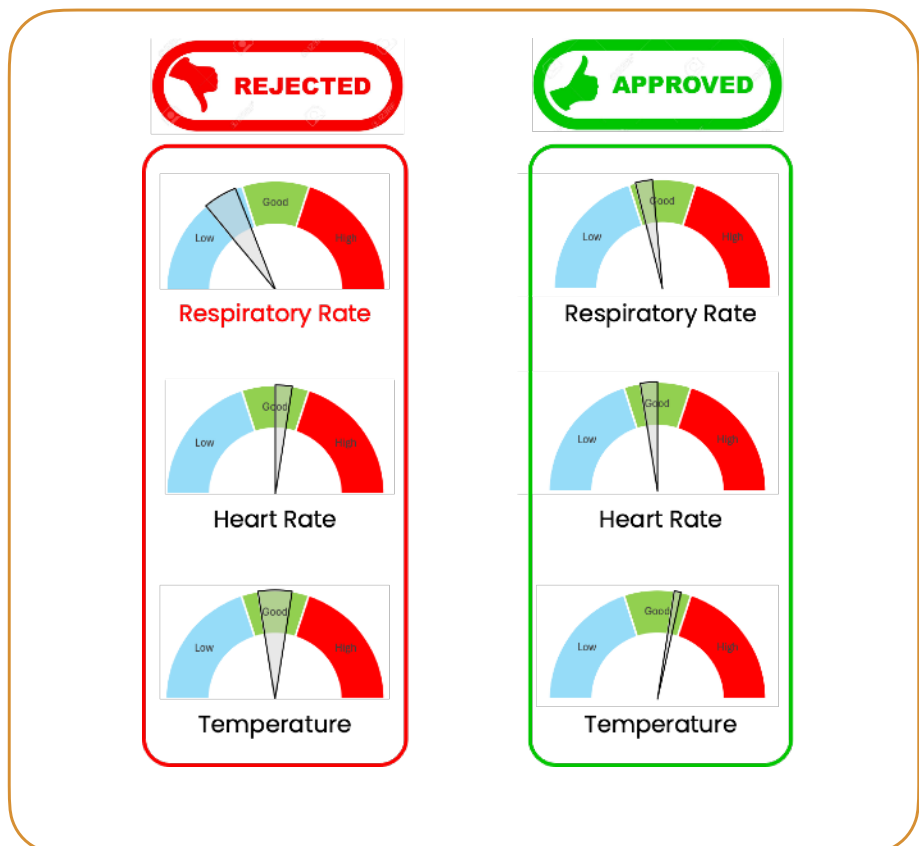 REJECTED
APPROVED
Good
Low
High
Respiratory Rate
Good
Low
High
Heart Rate
Good
Low
High
Temperature
Good
Low
High
Respiratory Rate
Good
Low
High
Heart Rate
Good
Low
High
Temperature